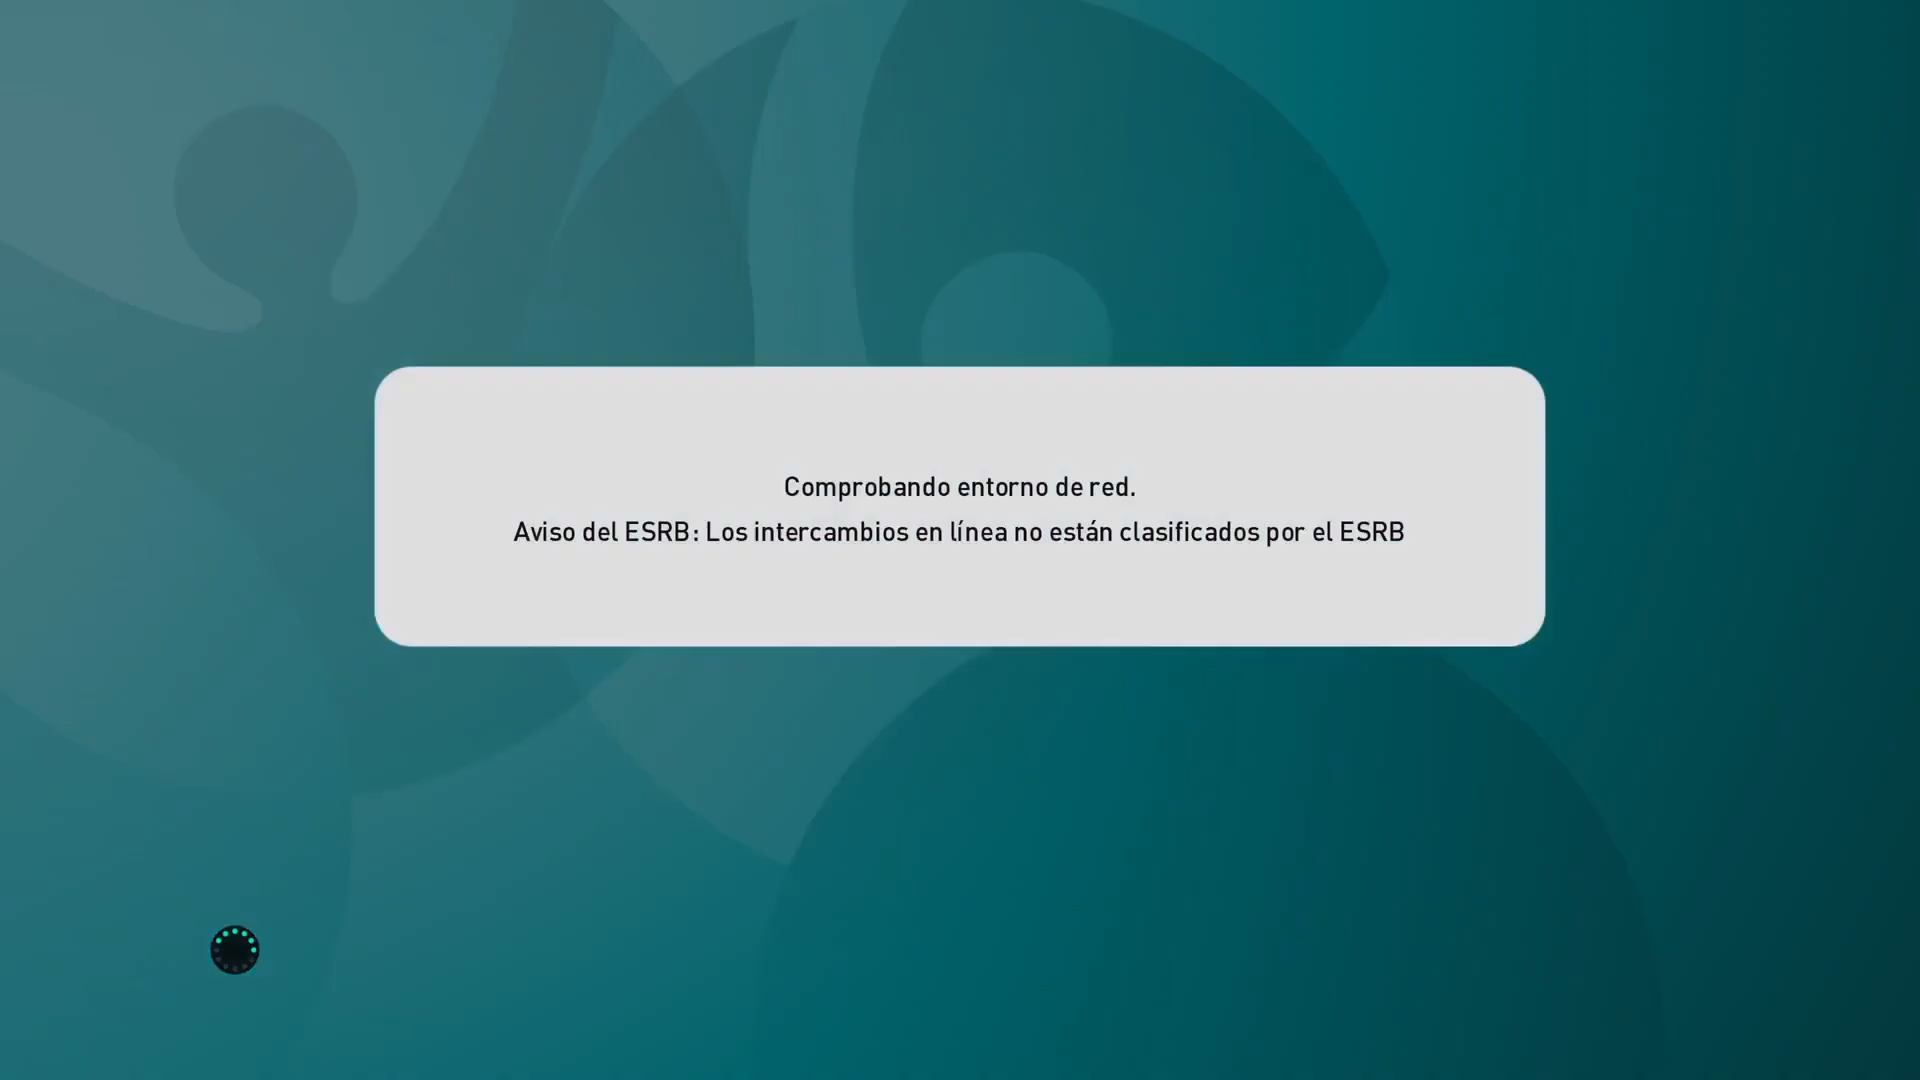 Comprobando entorno de red.
Aviso del ESRB: Los intercambios en línea no están clasificados por el ESRB